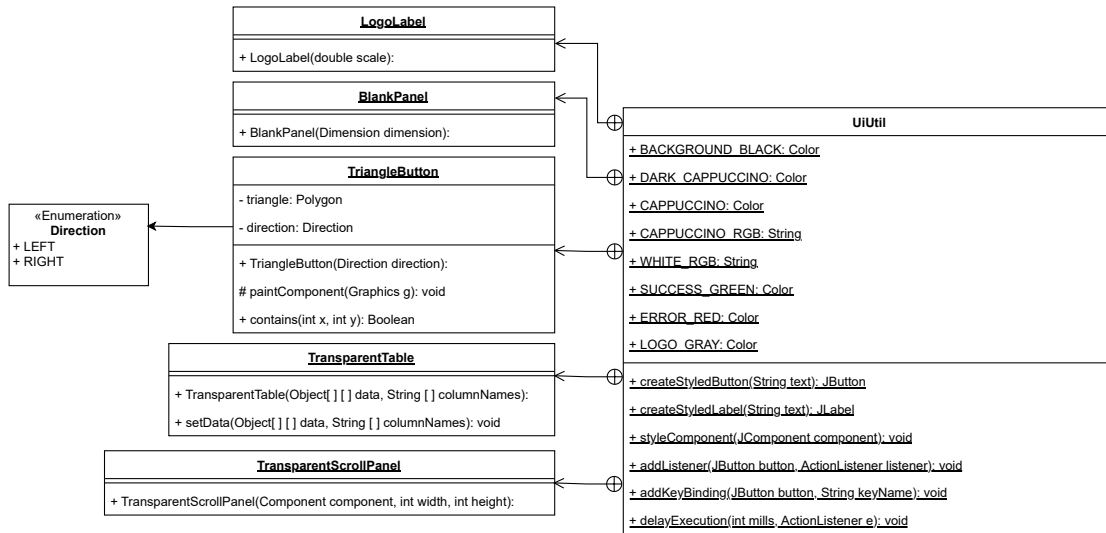 LogoLabel
+ LogoLabel(double scale):
BlankPanel
+ BlankPanel(Dimension dimension):
TriangleButton
- triangle: Polygon
- direction: Direction
+ TriangleButton(Direction direction):
# paintComponent(Graphics g): void
+ contains(int x, int y): Boolean
«Enumeration»
Direction
+ LEFT
+ RIGHT
TransparentTable
+ TransparentTable(Object[ ] [ ] data, String [ ] columnNames):
+ setData(Object[ ] [ ] data, String [ ] columnNames): void
TransparentScrollPanel
+ TransparentScrollPanel(Component component, int width, int height):
UiUtil
+ BACKGROUND_BLACK: Color
+ DARK_CAPPUCCINO: Color
+ CAPPUCCINO: Color
+ CAPPUCCINO_RGB: String
+ WHITE_RGB: String
+ SUCCESS_GREEN: Color
+ ERROR_RED: Color
+ LOGO_GRAY: Color
+ createStyledButton(String text): JButton
+ createStyledLabel(String text): JLabel
+ styleComponent(JComponent component): void
+ addListener(JButton button, ActionListener listener): void
+ addKeyBinding(JButton button, String keyName): void
+ delayExecution(int mills, ActionListener e): void